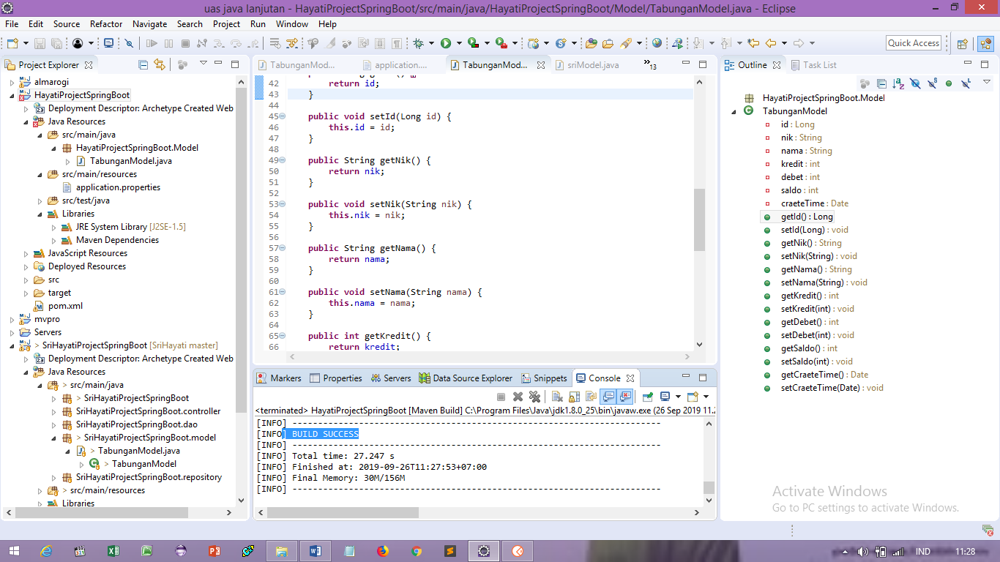 uas java lanjutan - HayatiProjectSpringBoot/src/main/java/HayatiProjectSpringBoot/Model/TabunganModel.java - Eclipse
File Edit Source Refactor Navigate Search Project Run Window Help
Quick Access
Project Explorer
almarogi
HayatiProjectSpringBoot
Deployment Descriptor: Archetype Created Web
Java Resources
src/main/java
HayatiProjectSpringBoot.Model
TabunganModel.java
src/main/resources
application.properties
src/test/java
Libraries
JRE System Library [J2SE-1.5]
Maven Dependencies
JavaScript Resources
Deployed Resources
src
target
pom.xml
mvpro
Servers
> SriHayatiProjectSpringBoot [SriHayati master]
Deployment Descriptor: Archetype Created Web
Java Resources
> src/main/java
> SriHayatiProjectSpringBoot
> SriHayatiProjectSpringBoot.controller
> SriHayatiProjectSpringBoot.dao
> SriHayatiProjectSpringBoot.model
> TabunganModel.java
> TabunganModel
SriHayatiProjectSpringBoot.repository
> src/main/resources
Libraries
TabunganMod... application.... TabunganMod... sriModel.java »13
42 return id;
43 }
44
45 public void setId(Long id) {
46 this.id = id;
47 }
48
49 public String getNik() {
50 return nik;
51 }
52
53 public void setNik(String nik) {
54 this.nik = nik;
55 }
56
57 public String getNama() {
58 return nama;
59 }
60
61 public void setNama(String nama) {
62 this.nama = nama;
63 }
64
65 public int getKredit() {
66 return kredit;
Markers Properties Servers Data Source Explorer Snippets Console
<terminated> HayatiProjectSpringBoot [Maven Build] C:\Program Files\Java\jdk1.8.0_25\bin\javaw.exe (26 Sep 2019 11.2
[INFO] ------------------------------------------------------------------------
[INFO] BUILD SUCCESS
[INFO] ------------------------------------------------------------------------
[INFO] Total time: 27.247 s
[INFO] Finished at: 2019-09-26T11:27:53+07:00
[INFO] Final Memory: 30M/156M
[INFO] ------------------------------------------------------------------------
Outline Task List
HayatiProjectSpringBoot.Model
TabunganModel
id : Long
nik : String
nama : String
kredit : int
debet : int
saldo : int
craeteTime : Date
getId() : Long
setId(Long) : void
getNik() : String
setNik(String) : void
getNama() : String
setNama(String) : void
getKredit() : int
setKredit(int) : void
getDebet() : int
setDebet(int) : void
getSaldo() : int
setSaldo(int) : void
getCraeteTime() : Date
setCraeteTime(Date) : void
Activate Windows
Go to PC settings to activate Windows.
IND 11:28